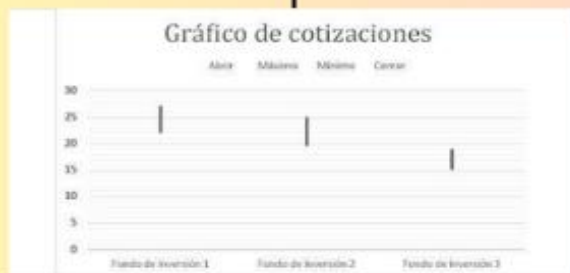 Gráfico de cotizaciones
Abrir Máximo Mínimo Cerrar
30
25
20
15
10
5
0
Fondo de Inversión 1 Fondo de Inversión 2 Fondo de Inversión 3